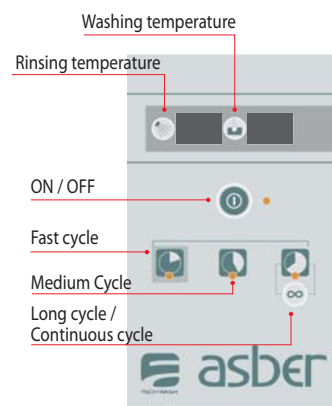 Washing temperature
Rinsing temperature
ON / OFF
Fast cycle
Medium Cycle
Long cycle /
Continuous cycle
asber